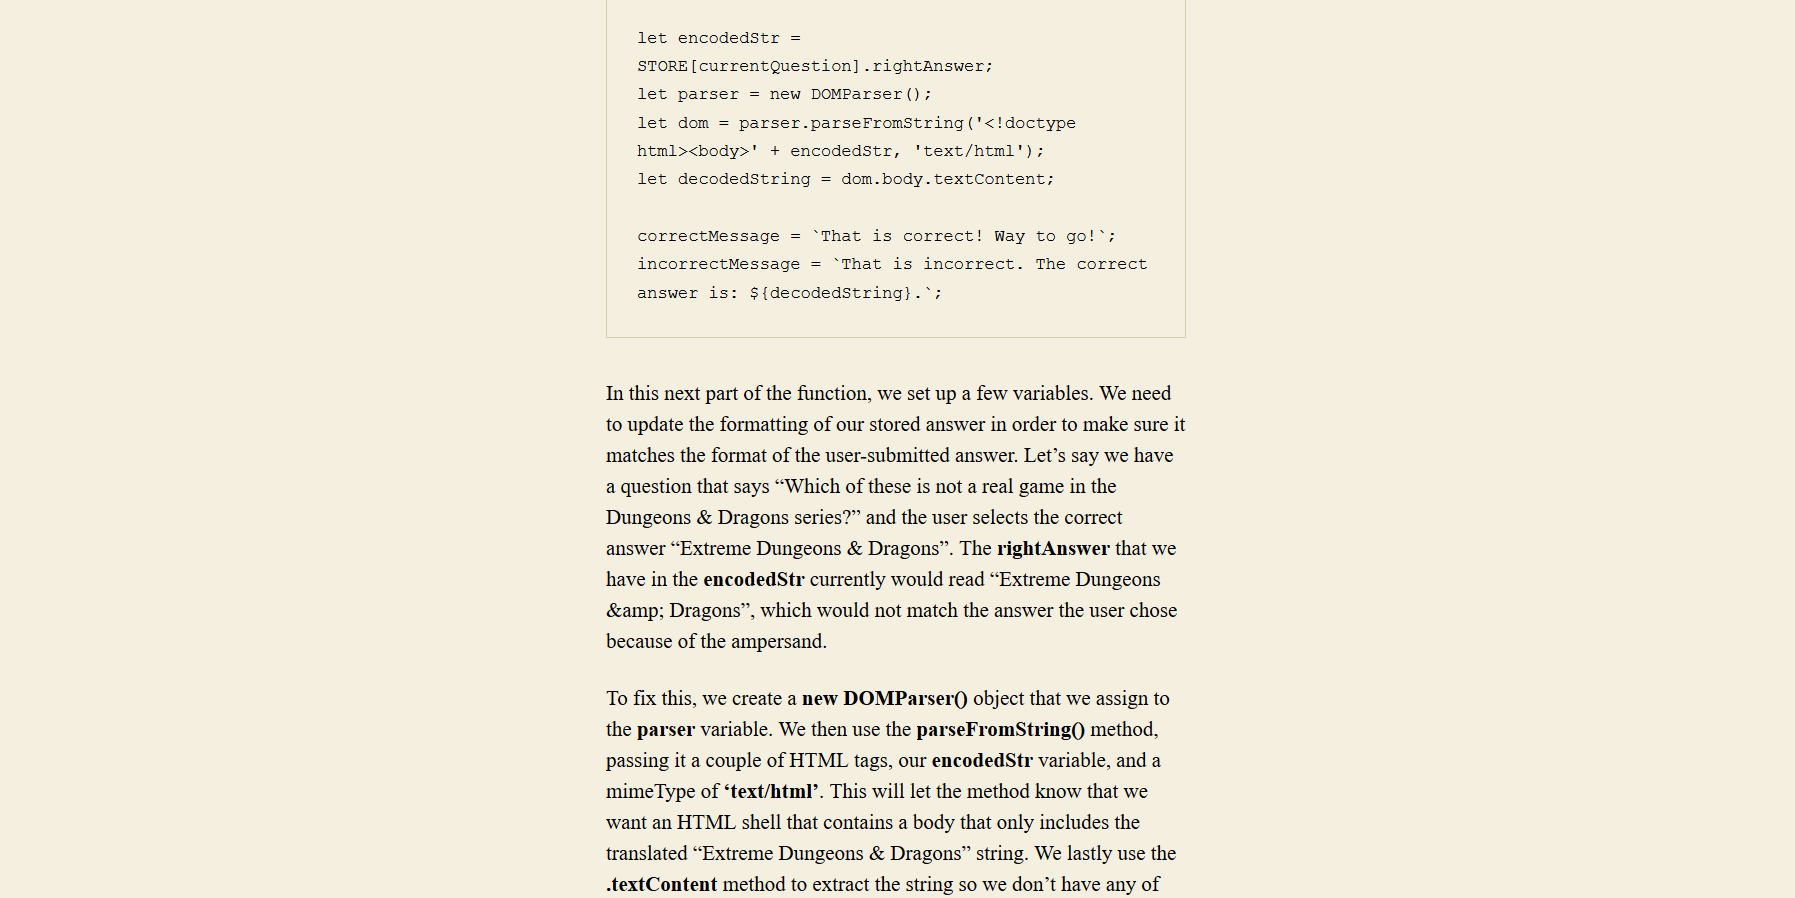 let encodedStr =
STORE[currentQuestion].rightAnswer;
let parser = new DOMParser();
let dom = parser.parseFromString('<!doctype
html><body>' + encodedStr, 'text/html');
let decodedString = dom.body.textContent;
correctMessage = `That is correct! Way to go!`;
incorrectMessage = `That is incorrect. The correct
answer is: ${decodedString}.`;
In this next part of the function, we set up a few variables. We need
to update the formatting of our stored answer in order to make sure it
matches the format of the user-submitted answer. Let’s say we have
a question that says “Which of these is not a real game in the
Dungeons & Dragons series?” and the user selects the correct
answer “Extreme Dungeons & Dragons”. The rightAnswer that we
have in the encodedStr currently would read “Extreme Dungeons
&amp; Dragons”, which would not match the answer the user chose
because of the ampersand.
To fix this, we create a new DOMParser() object that we assign to
the parser variable. We then use the parseFromString() method,
passing it a couple of HTML tags, our encodedStr variable, and a
mimeType of ‘text/html’. This will let the method know that we
want an HTML shell that contains a body that only includes the
translated “Extreme Dungeons & Dragons” string. We lastly use the
.textContent method to extract the string so we don’t have any of